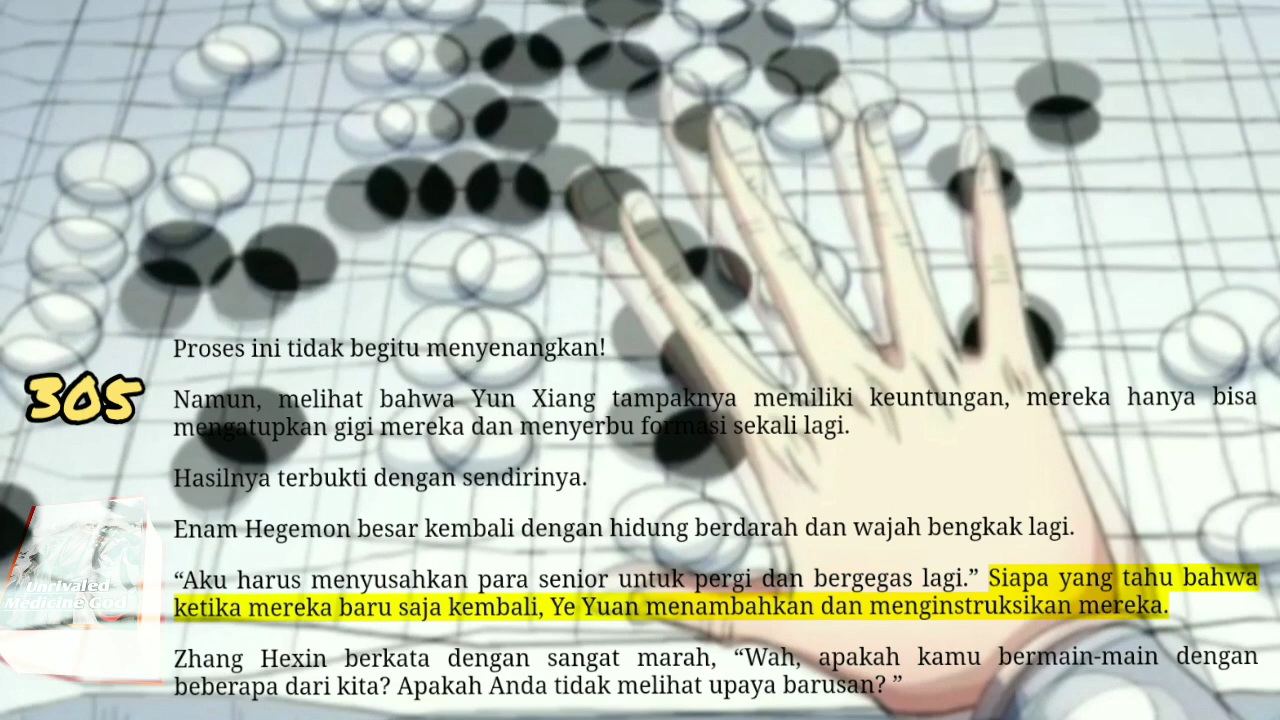 Proses ini tidak begitu menyenangkan!
Namun, melihat bahwa Yun Xiang tampaknya memiliki keuntungan, mereka hanya bisa
mengatupkan gigi mereka dan menyerbu formasi sekali lagi.
305
Hasilnya terbukti dengan sendirinya.
Enam Hegemon besar kembali dengan hidung berdarah dan wajah bengkak lagi.
“Aku harus menyusahkan para senior untuk pergi dan bergegas lagi.” Siapa yang tahu bahwa
ketika mereka baru saja kembali, Ye Yuan menambahkan dan menginstruksikan mereka.
Unrivaled
Medicine God
Zhang Hexin berkata dengan sangat marah, “Wah, apakah kamu bermain-main dengan
beberapa dari kita? Apakah Anda tidak melihat upaya barusan? ”